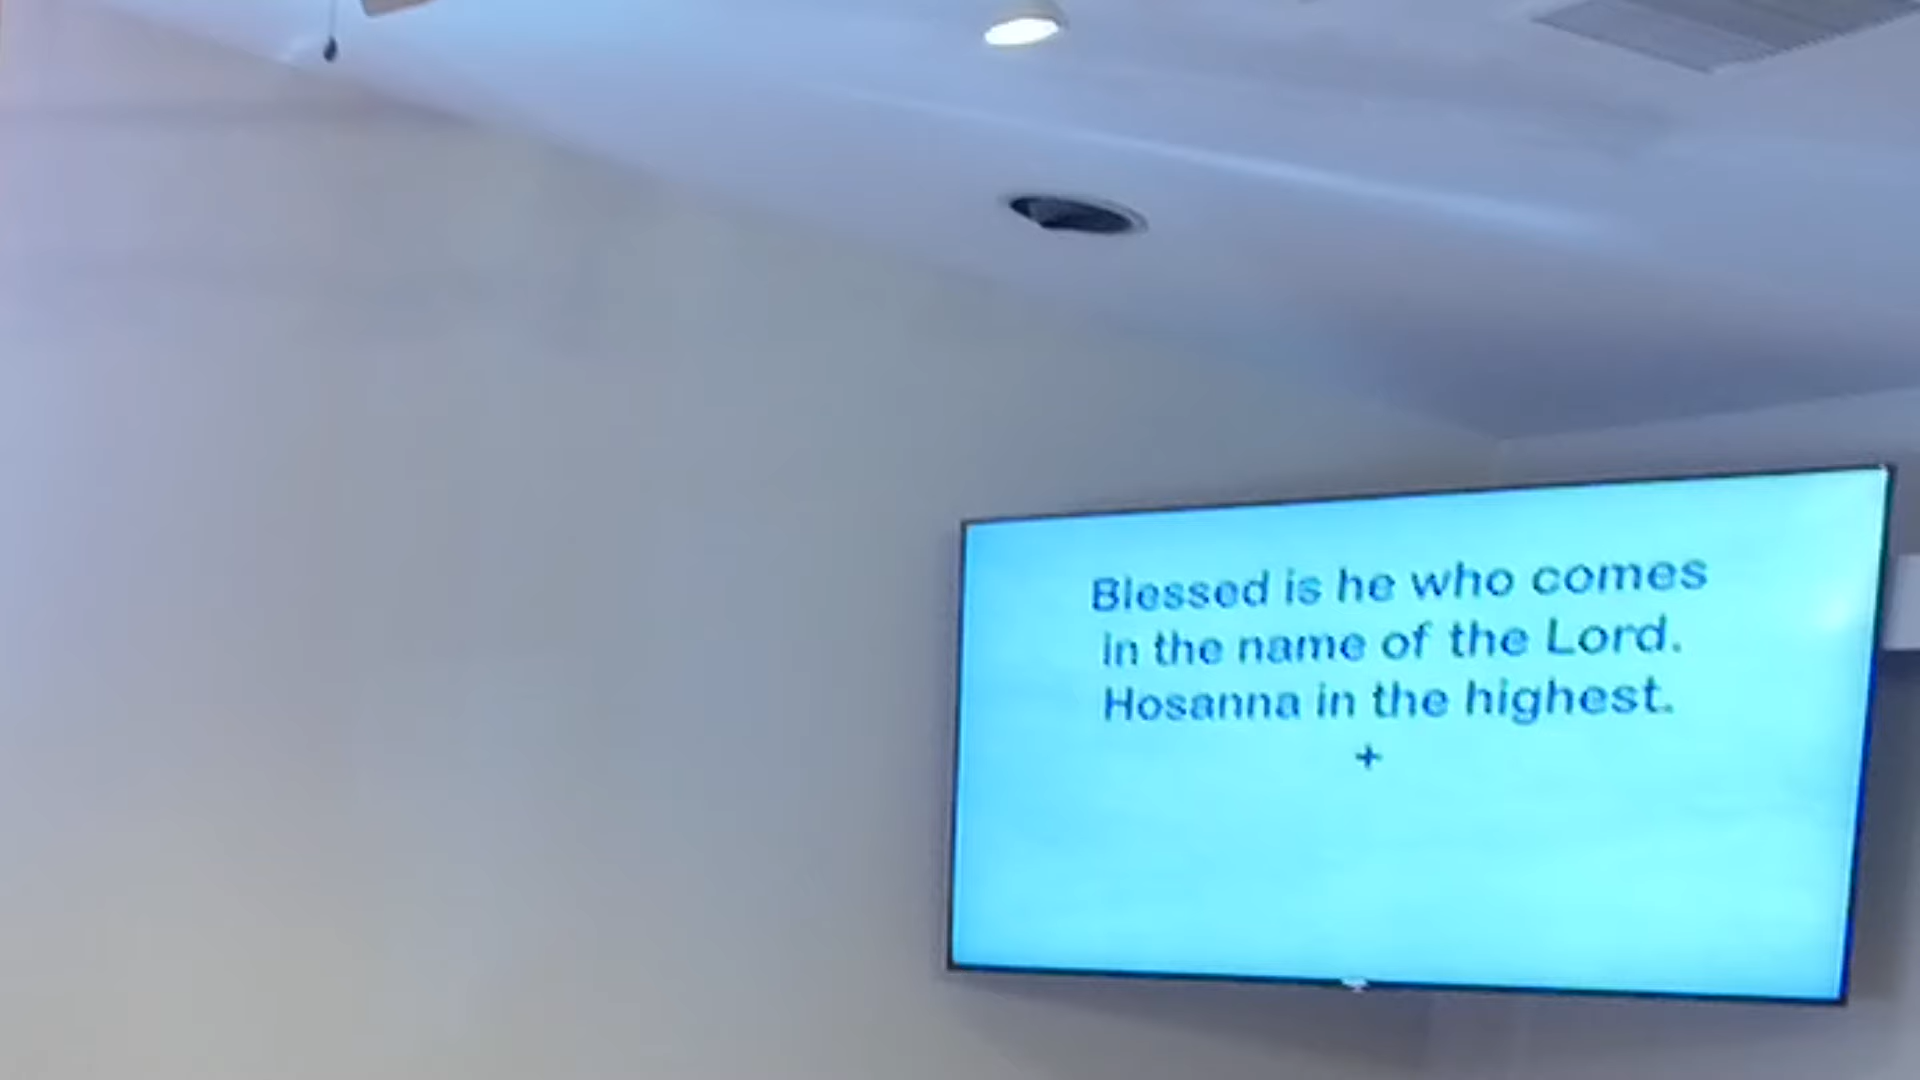 Blessed is he who comes
in the name of the Lord.
Hosanna in the highest.
+